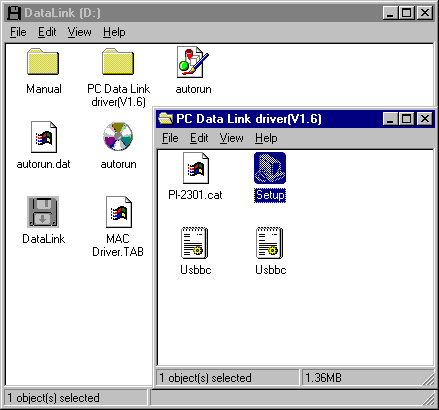 DataLink (D:)
File Edit View Help
Manual
PC Data Link
driver(V1.6)
autorun
autorun.dat
autorun
DataLink
MAC
Driver.TAB
1 object(s) selected
PC Data Link driver(V1.6)
File Edit View Help
Pl-2301.cat
Setup
Usbbc
Usbbc
1 object(s) selected
1.36MB